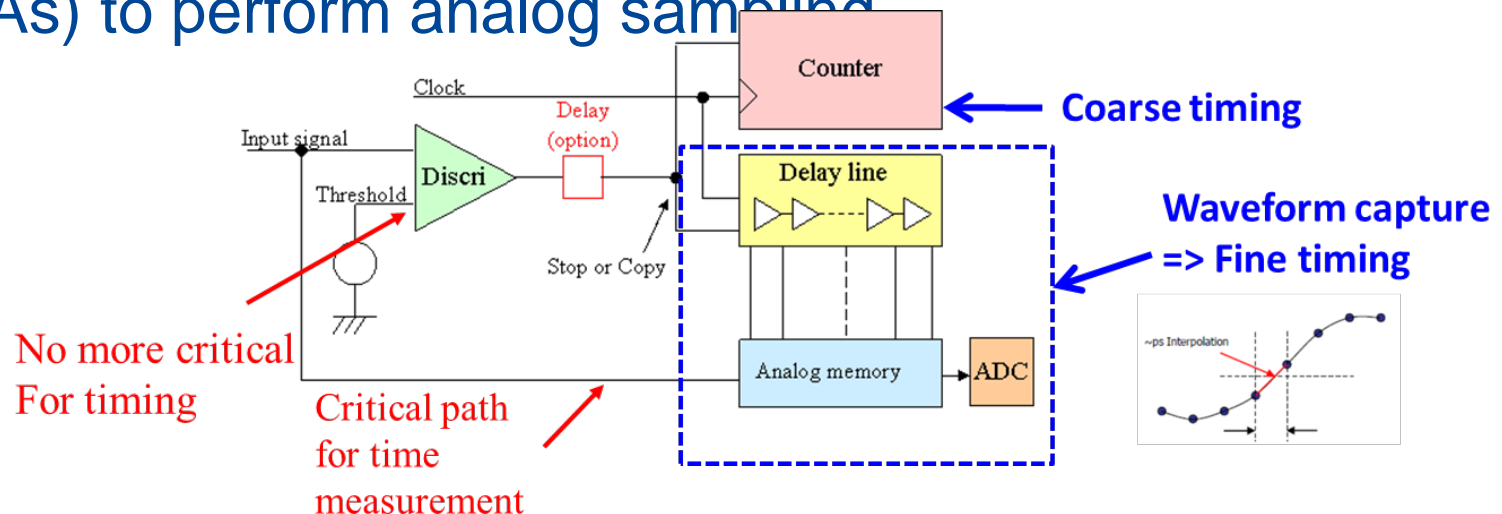 As) to perform analog sampling
Counter
Clock
Coarse timing
Delay
(option)
Input signal
Discri
Delay line
Threshold
Waveform capture
=> Fine timing
Stop or Copy
~ps Interpolation
No more critical
For timing
Analog memory
ADC
Critical path
for time
measurement